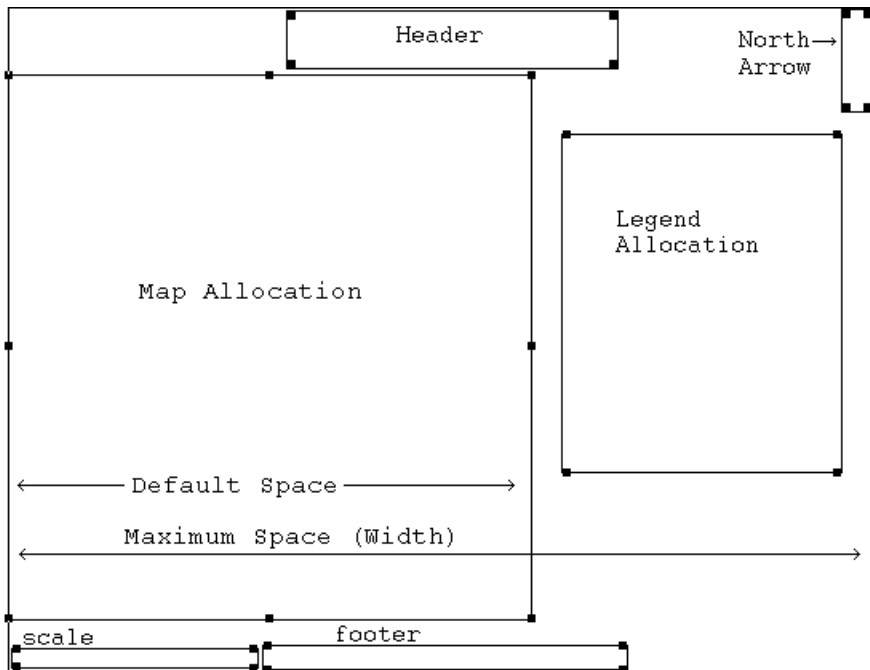 Header
North→
Arrow
Legend
Allocation
Map Allocation
Default Space
Maximum Space (Width)
scale
footer